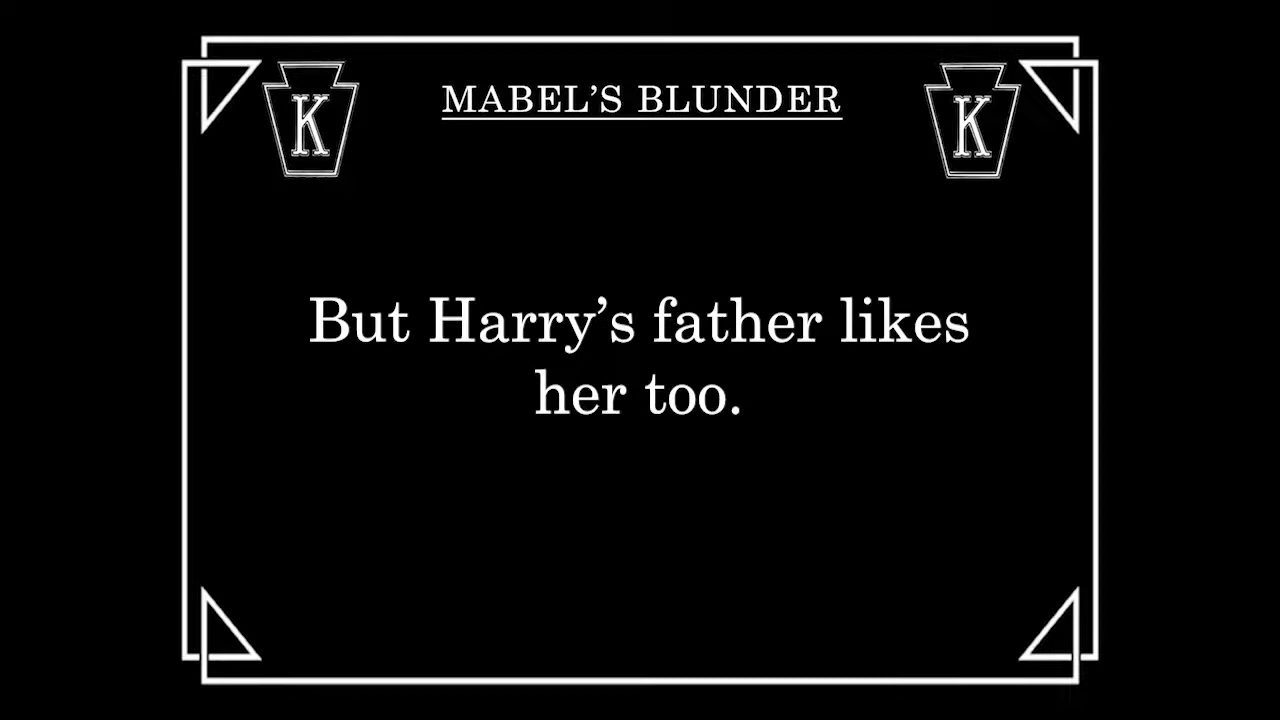 K
MABEL’S BLUNDER
K
But Harry’s father likes
her too.